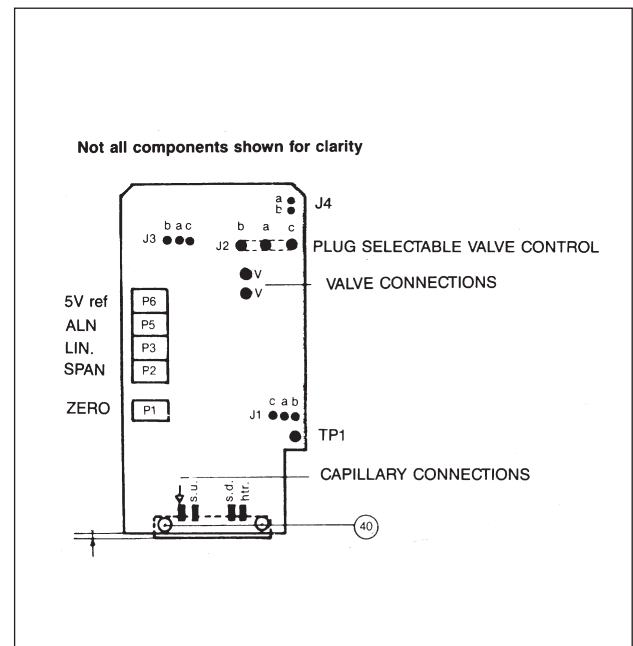 Not all components shown for clarity
a
b J4
b a c
J3
b a c
J2 PLUG SELECTABLE VALVE CONTROL
V
V VALVE CONNECTIONS
5V ref P6
ALN P5
LIN. P3
SPAN P2
ZERO P1
c a b
J1
TP1
CAPILLARY CONNECTIONS
s.u.
s.d.
htr.
40